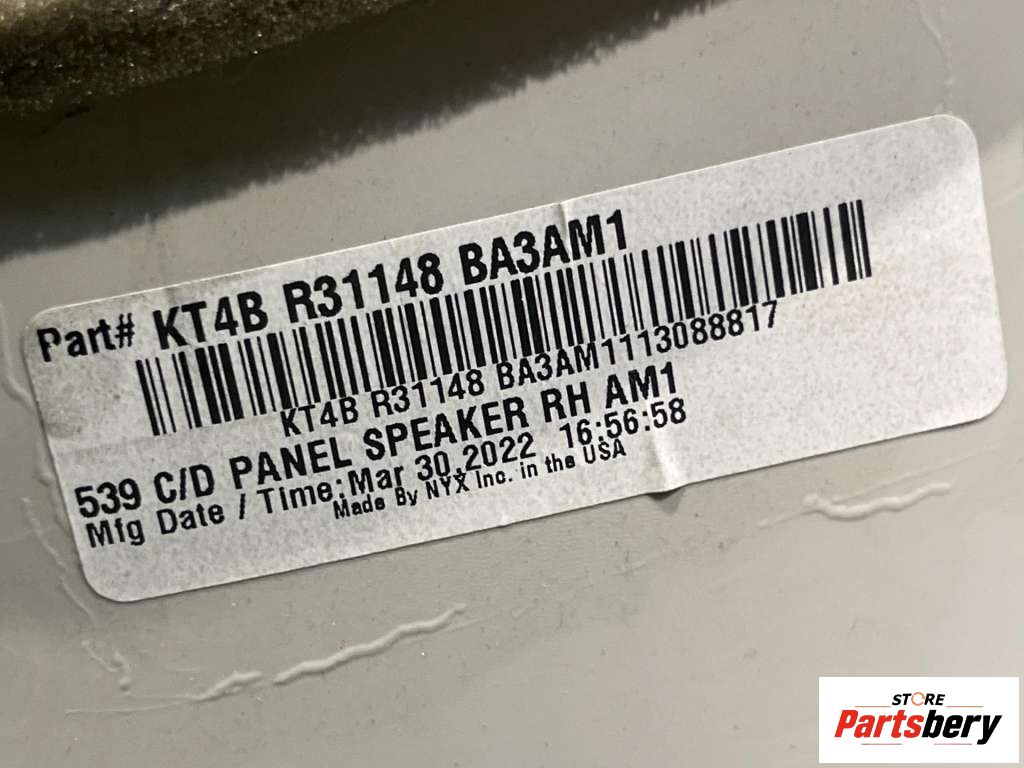 Part# KT4B R31148 BA3AM1
KT4B R31148 BA3AM1113088817
539 C/D PANEL SPEAKER RH AM1
Mfg Date / Time: Mar 30,2022 16:56:58
Made By NYX Inc. in the USA
STORE
Partsbery